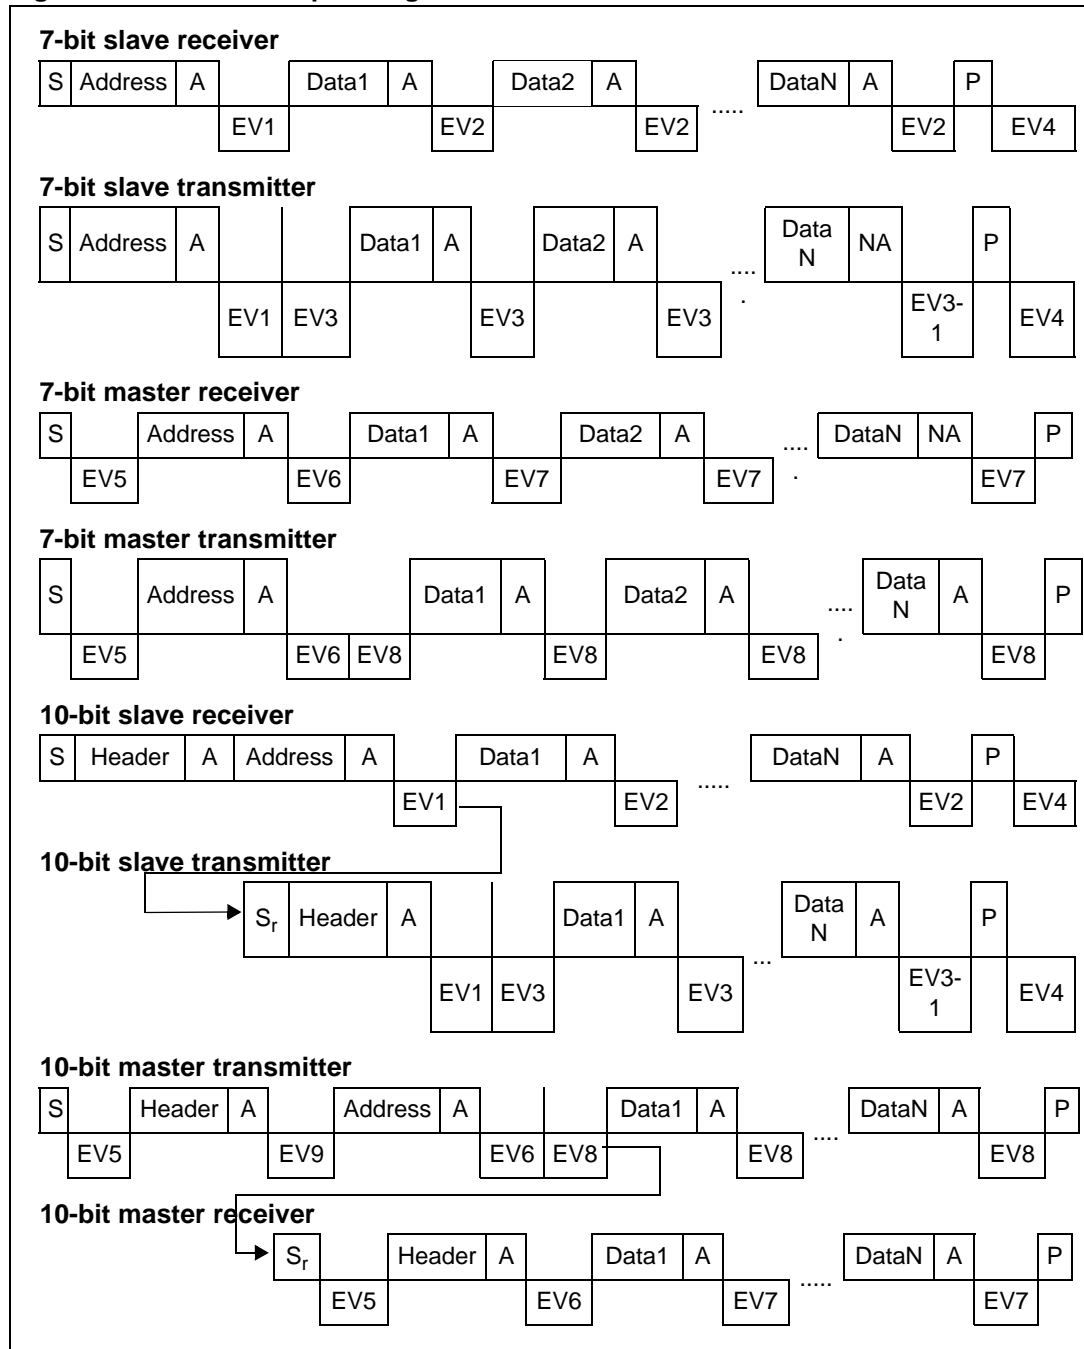 7-bit slave receiver
S Address A Data1 A Data2 A ..... DataN A P
EV1 EV2 EV2 EV2 EV4
7-bit slave transmitter
S Address A Data1 A Data2 A .... Data N NA P
.
EV1 EV3 EV3 EV3 EV3-1 EV4
7-bit master receiver
S Address A Data1 A Data2 A .... DataN NA P
EV5 EV6 EV7 EV7 . EV7
7-bit master transmitter
S Address A Data1 A Data2 A .... Data N A P
.
EV5 EV6 EV8 EV8 EV8 EV8
10-bit slave receiver
S Header A Address A Data1 A ..... DataN A P
EV1 EV2 EV2 EV4
10-bit slave transmitter
Sr Header A Data1 A ... Data N A P
EV1 EV3 EV3 EV3-1 EV4
10-bit master transmitter
S Header A Address A Data1 A .... DataN A P
EV5 EV9 EV6 EV8 EV8 EV8
10-bit master receiver
Sr Header A Data1 A ..... DataN A P
EV5 EV6 EV7 EV7